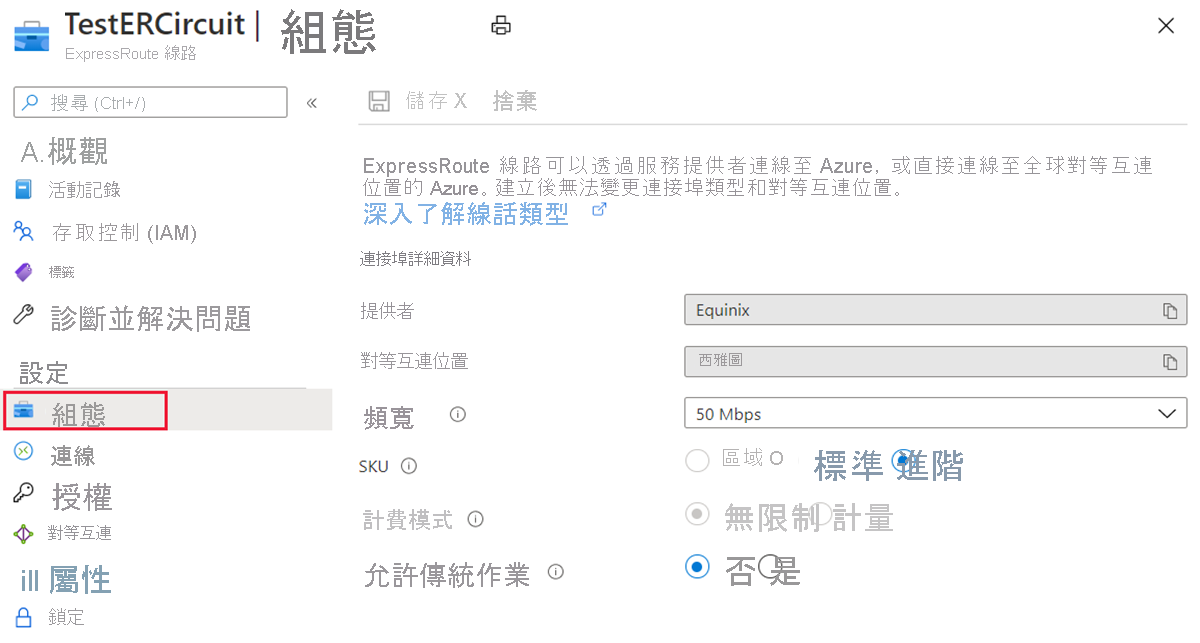 TestERCircuit | 組態
ExpressRoute 線路
搜尋 (Ctrl+/)
«
A.概觀
活動記錄
存取控制 (IAM)
標籤
診斷並解決問題
設定
組態
連線
授權
對等互連
ill 屬性
鎖定
儲存 X 捨棄
ExpressRoute 線路可以透過服務提供者連線至 Azure, 或直接連線至全球對等互連
位置的 Azure。建立後無法變更連接埠類型和對等互連位置。
深入了解線話類型
連接埠詳細資料
提供者
Equinix
對等互連位置
西雅圖
頻寬
50 Mbps
SKU
區域 O 標準 進階
計費模式
無限制 計量
允許傳統作業
否 是